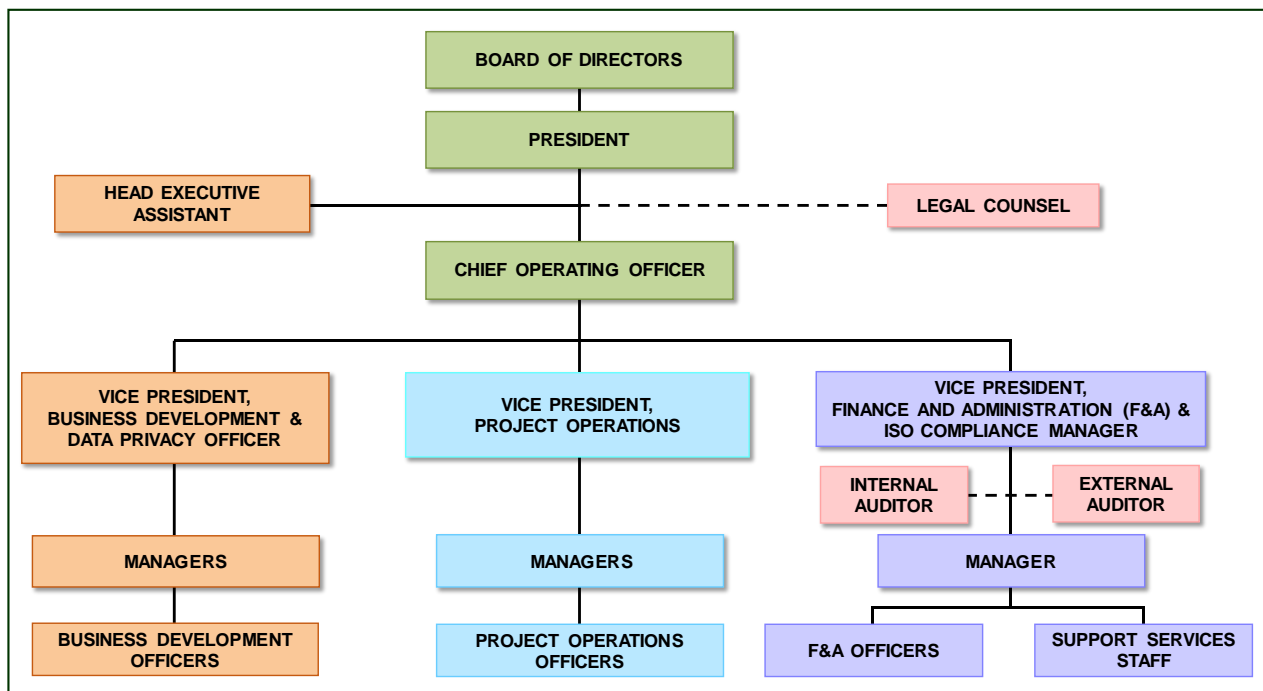 BOARD OF DIRECTORS
PRESIDENT
HEAD EXECUTIVE
ASSISTANT
LEGAL COUNSEL
CHIEF OPERATING OFFICER
VICE PRESIDENT,
BUSINESS DEVELOPMENT &
DATA PRIVACY OFFICER
VICE PRESIDENT,
PROJECT OPERATIONS
VICE PRESIDENT,
FINANCE AND ADMINISTRATION (F&A) &
ISO COMPLIANCE MANAGER
INTERNAL
AUDITOR
EXTERNAL
AUDITOR
MANAGERS
MANAGERS
MANAGER
BUSINESS DEVELOPMENT
OFFICERS
PROJECT OPERATIONS
OFFICERS
F&A OFFICERS
SUPPORT SERVICES
STAFF